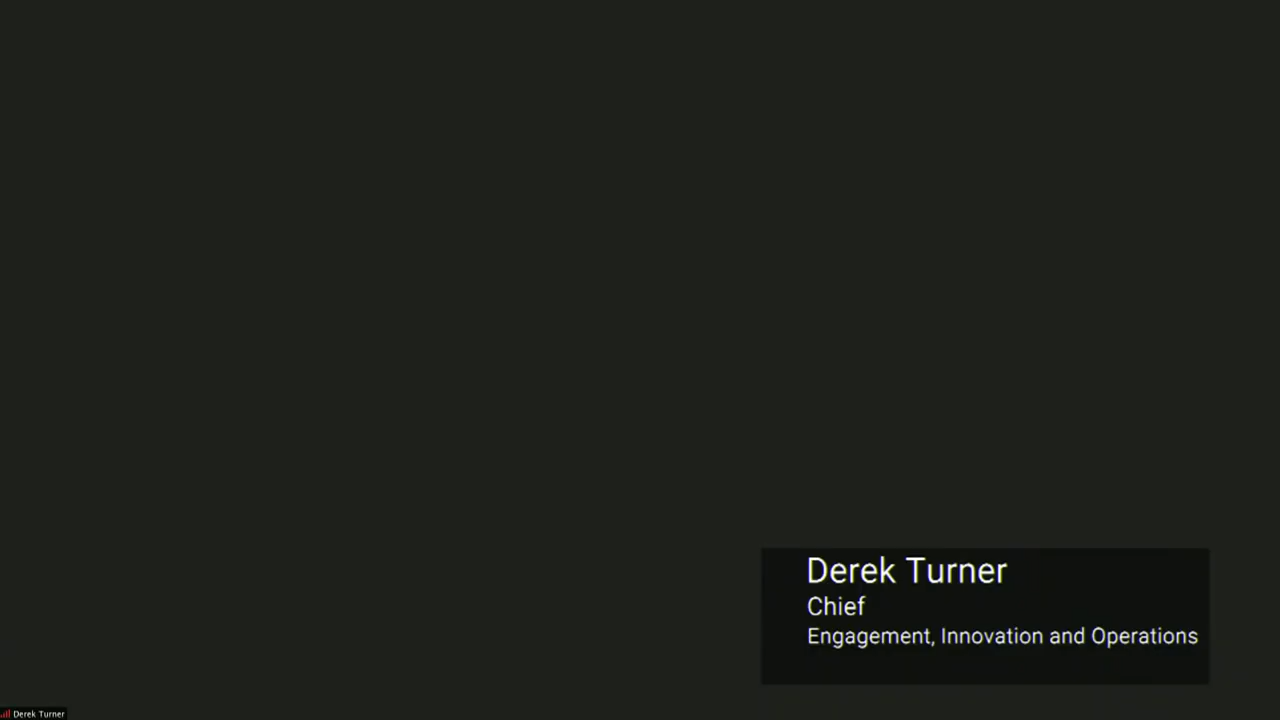 Derek Turner
Chief
Engagement, Innovation and Operations
Derek Turner